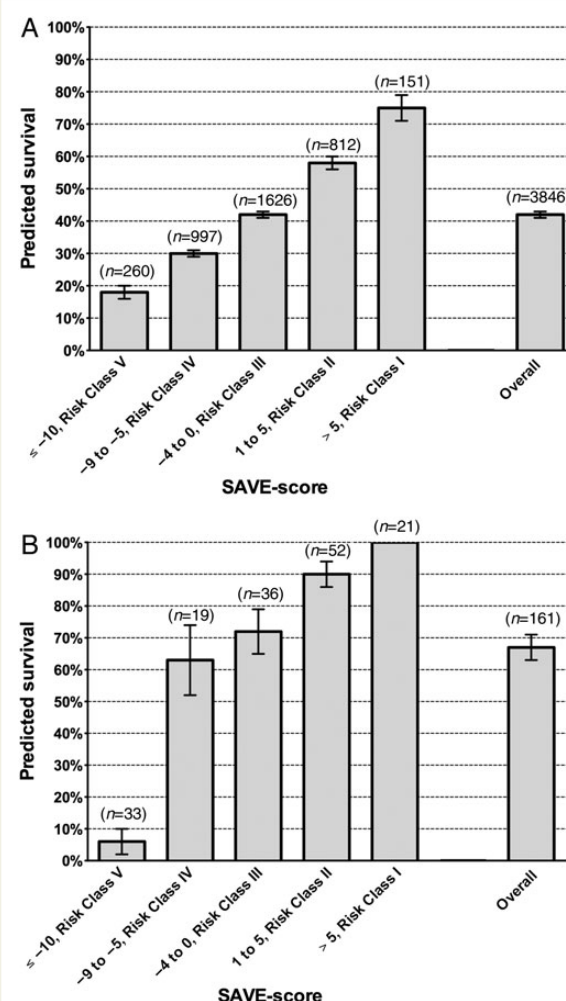 A
100%
90%
80%
70%
60%
50%
40%
30%
20%
10%
0%
Predicted survival
(n=260)
(n=997)
(n=1626)
(n=812)
(n=151)
(n=3846
≤ −10, Risk Class V
−9 to −5, Risk Class IV
−4 to 0, Risk Class III
1 to 5, Risk Class II
> 5, Risk Class I
Overall
SAVE-score
B
100%
90%
80%
70%
60%
50%
40%
30%
20%
10%
0%
Predicted survival
(n=33)
(n=19)
(n=36)
(n=52)
(n=21)
(n=161)
≤ −10, Risk Class V
−9 to −5, Risk Class IV
−4 to 0, Risk Class III
1 to 5, Risk Class II
> 5, Risk Class I
Overall
SAVE-score